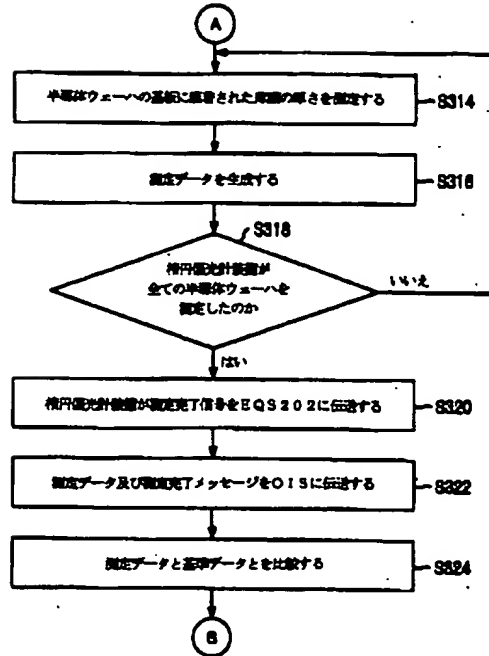 A
半導体ウェーハの基板に蒸着された薄膜の厚さを測定する
S314
測定データを生成する
S316
S318
楕円偏光計装置が
全ての半導体ウェーハを
測定したのか
いいえ
はい
楕円偏光計装置が測定完了信号をEQS202に伝送する
S320
測定データ及び測定完了メッセージをOISに伝送する
S322
測定データと基準データとを比較する
S324
B